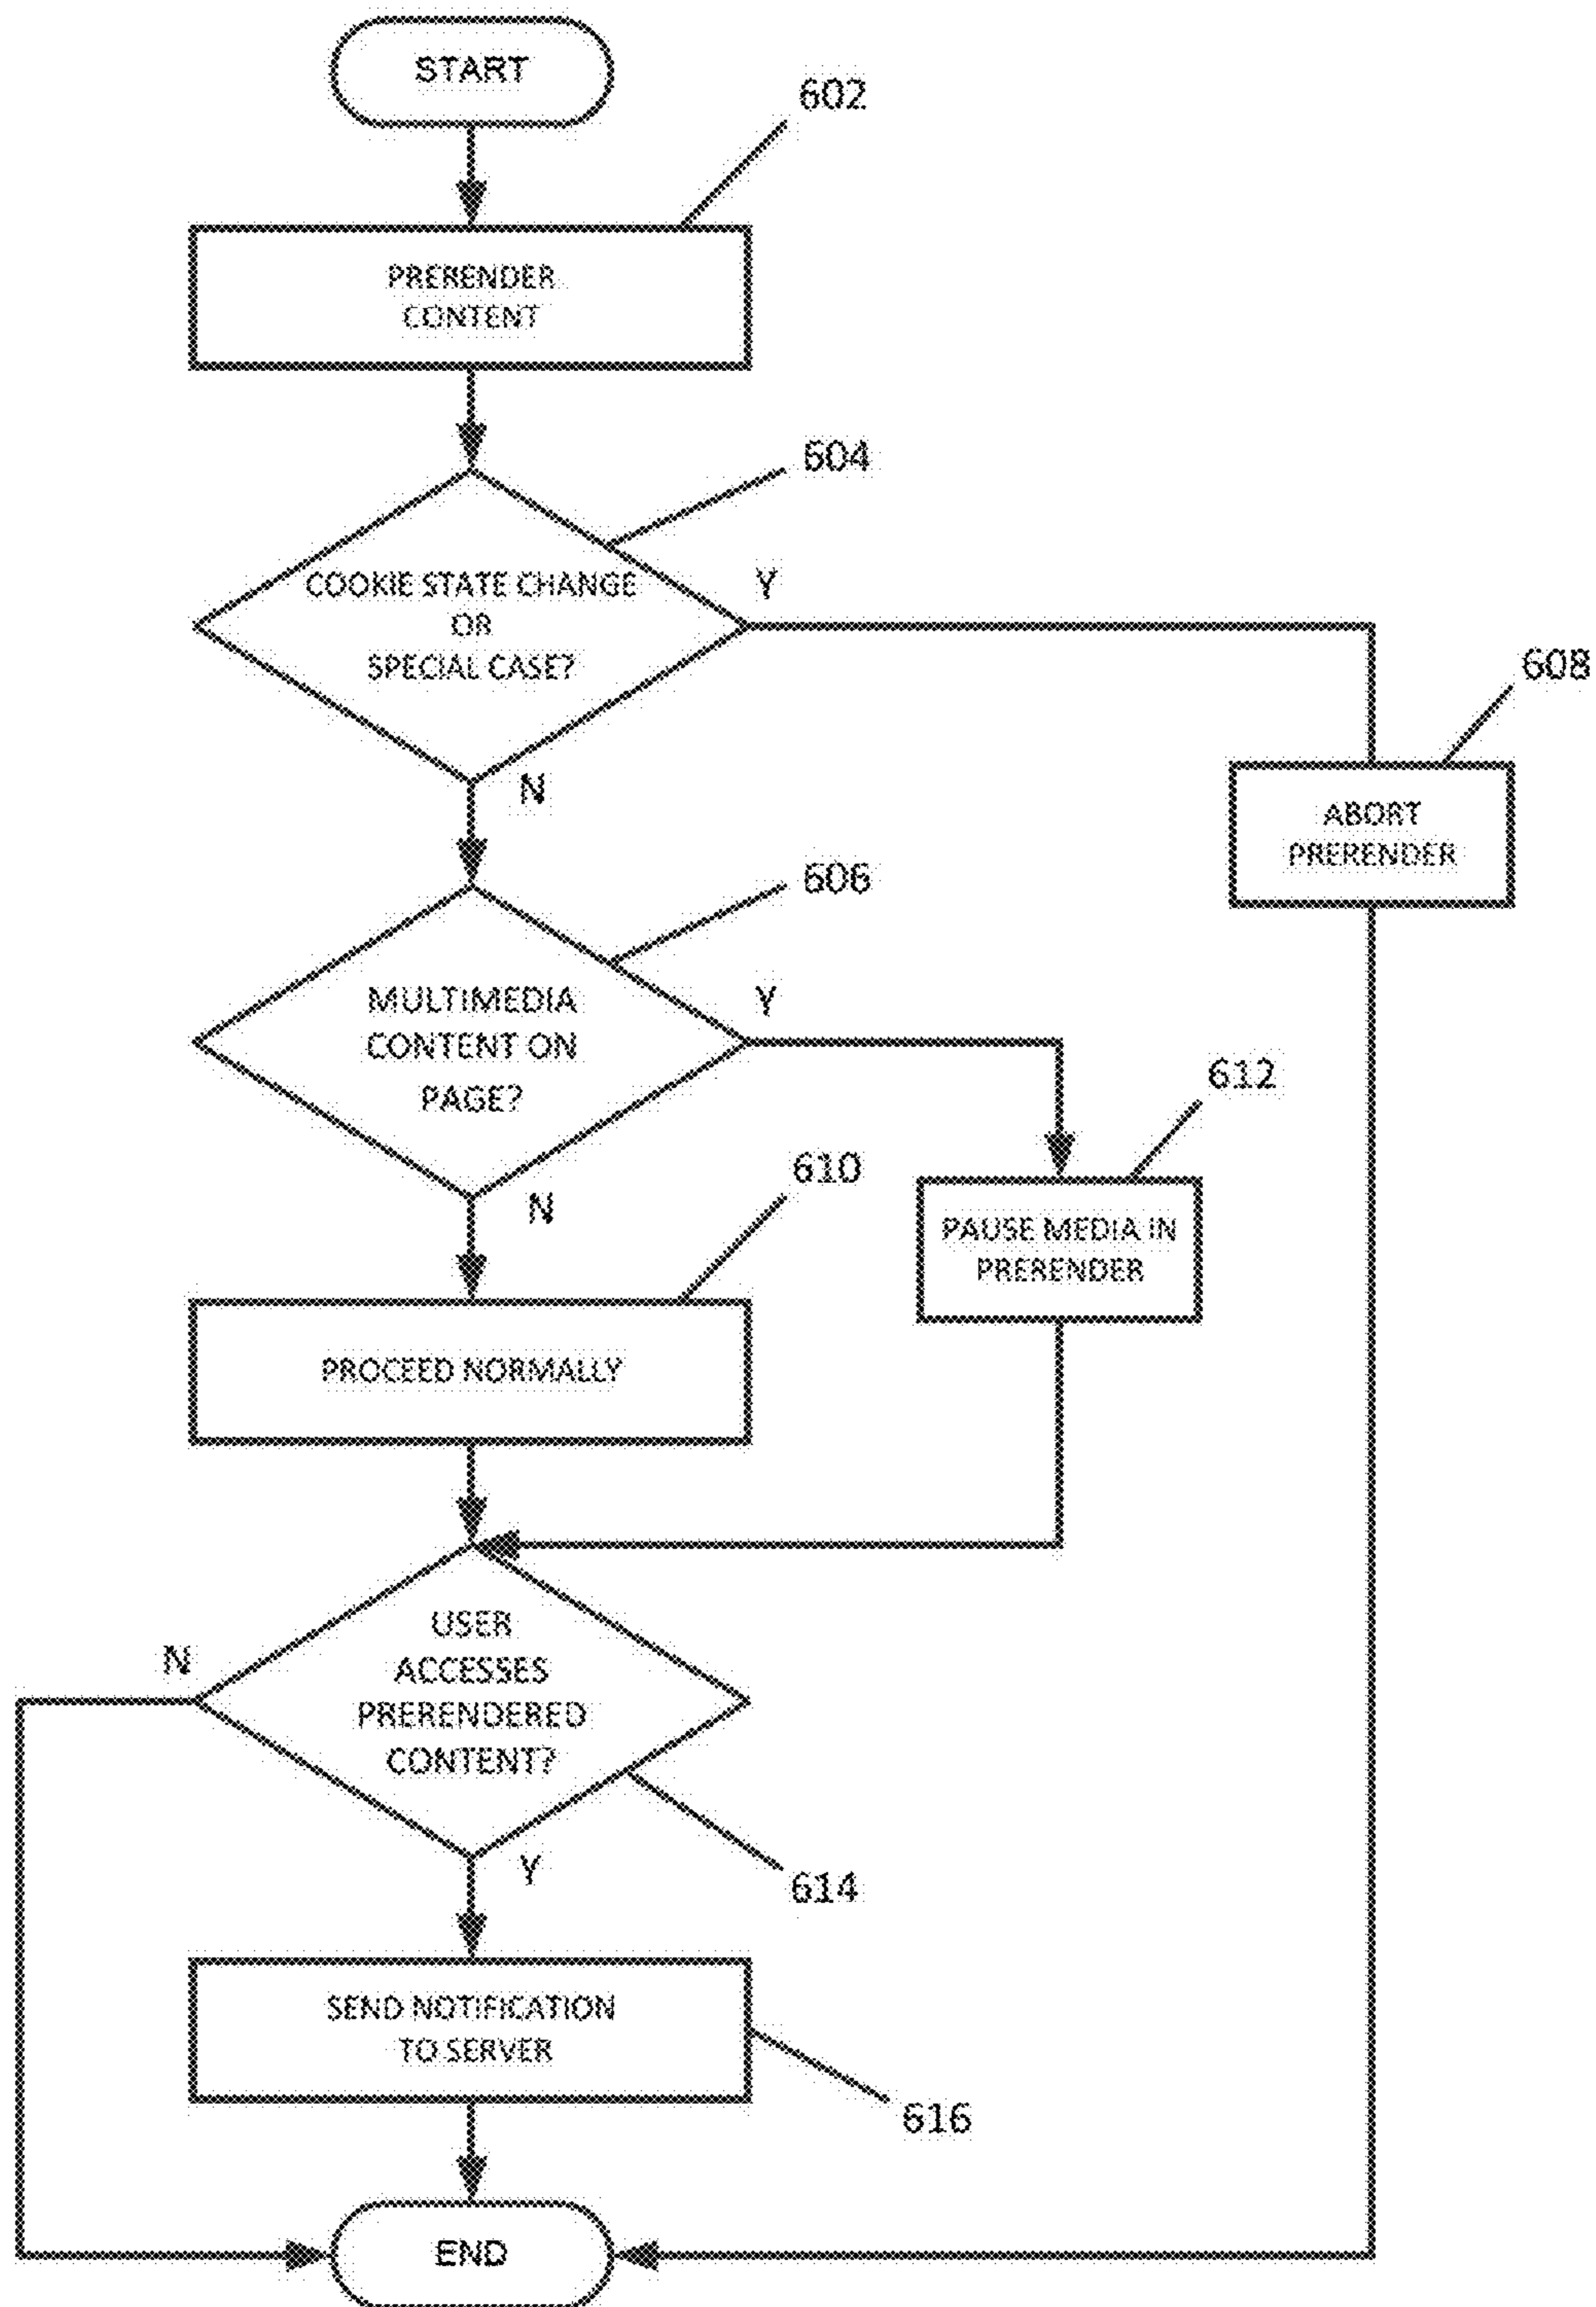 START
602
PRERENDER
CONTENT
604
COOKIE STATE CHANGE
OR
SPECIAL CASE?
Y
N
608
ABORT
PRERENDER
606
MULTIMEDIA
CONTENT ON
PAGE?
Y
N
612
PAUSE MEDIA IN
PRERENDER
610
PROCEED NORMALLY
USER
ACCESSES
PRERENDERED
CONTENT?
N
Y
614
SEND NOTIFICATION
TO SERVER
616
END